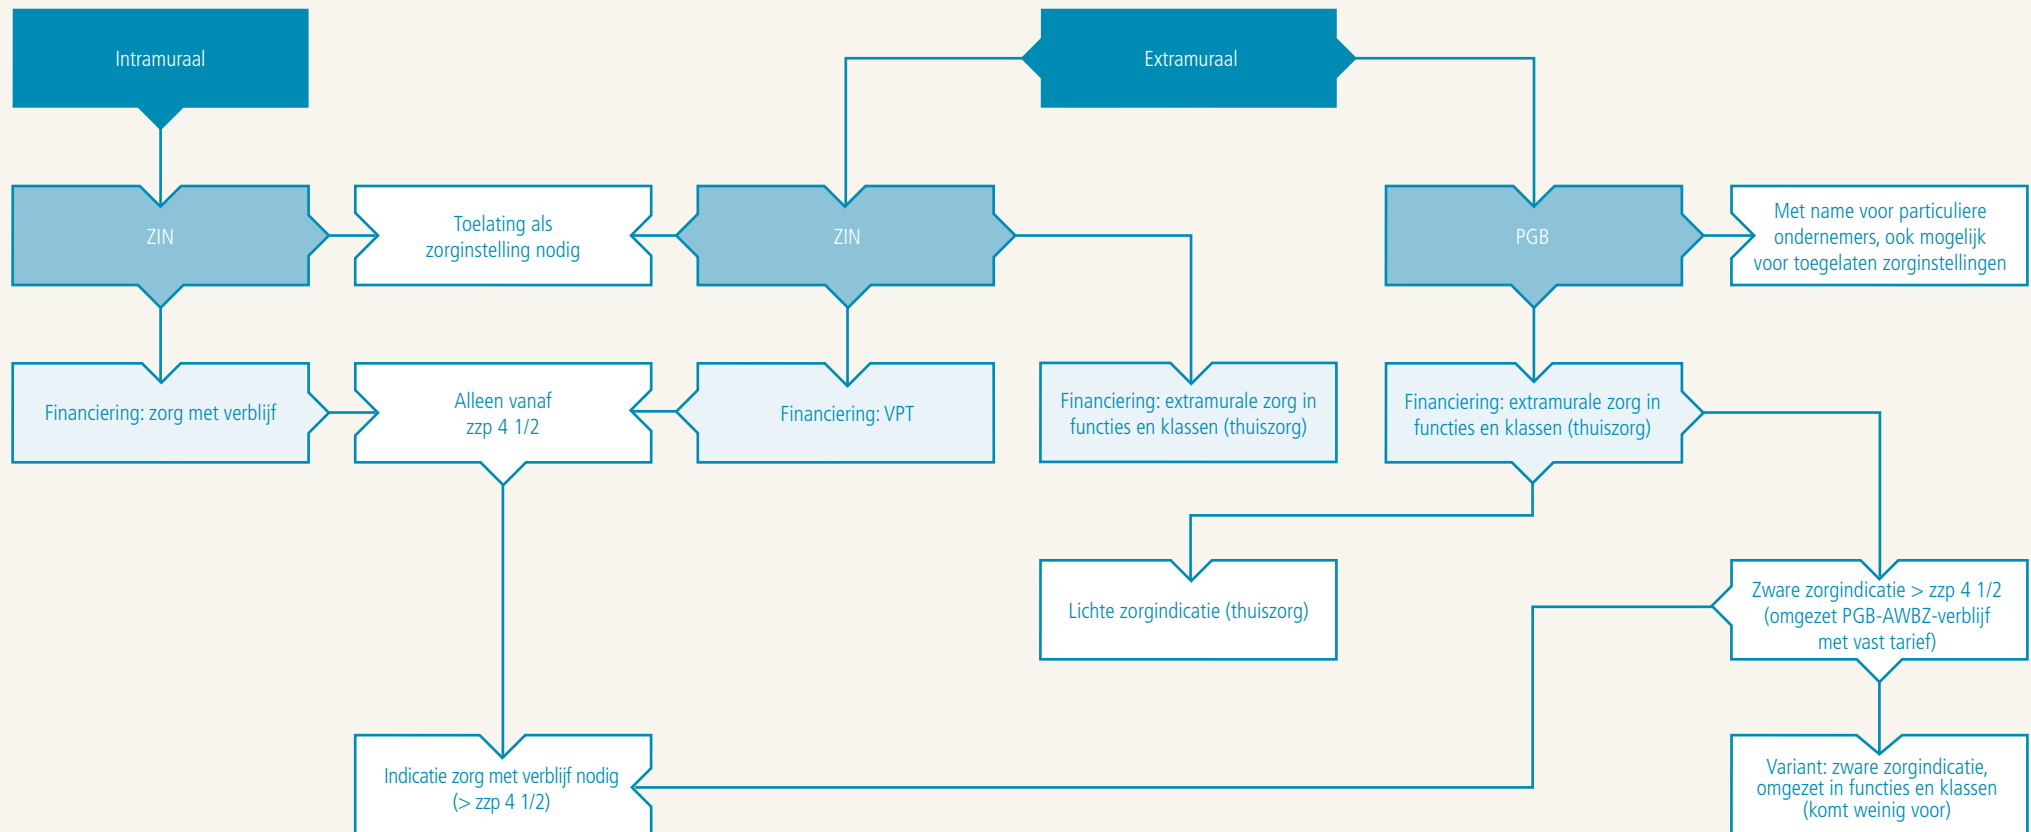 Intramuraal
Extramuraal
ZIN
Toelating als
zorginstelling nodig
ZIN
PGB
Met name voor particuliere
ondernemers, ook mogelijk
voor toegelaten zorginstellingen
Financiering: zorg met verblijf
Alleen vanaf
zzp 4 1/2
Financiering: VPT
Financiering: extramurale zorg in
functies en klassen (thuiszorg)
Financiering: extramurale zorg in
functies en klassen (thuiszorg)
Lichte zorgindicatie (thuiszorg)
Zware zorgindicatie > zzp 4 1/2
(omgezet PGB-AWBZ-verblijf
met vast tarief)
Indicatie zorg met verblijf nodig
(> zzp 4 1/2)
Variant: zware zorgindicatie,
omgezet in functies en klassen
(komt weinig voor)